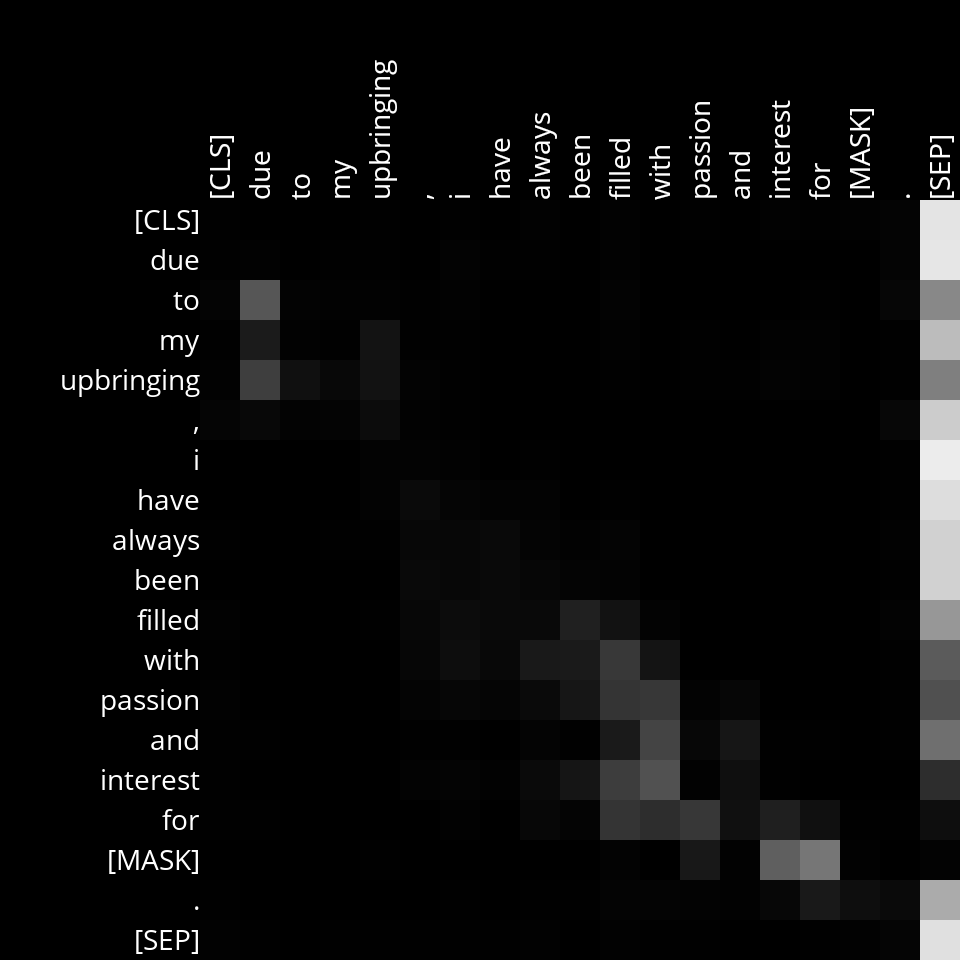 [CLS] due to my upbringing , i have always been filled with passion and interest for [MASK] . [SEP]
[CLS]
due
to
my
upbringing
,
i
have
always
been
filled
with
passion
and
interest
for
[MASK]
.
[SEP]